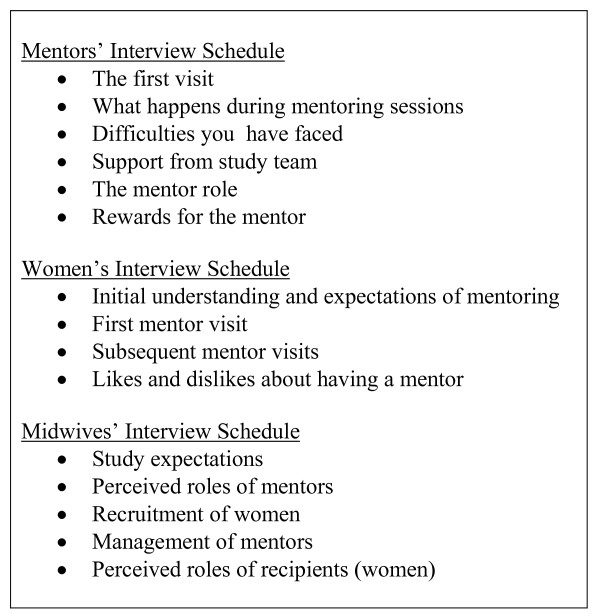 Mentors’ Interview Schedule
• The first visit
• What happens during mentoring sessions
• Difficulties you  have faced
• Support from study team
• The mentor role
• Rewards for the mentor
Women’s Interview Schedule
• Initial understanding and expectations of mentoring
• First mentor visit
• Subsequent mentor visits
• Likes and dislikes about having a mentor
Midwives’ Interview Schedule
• Study expectations
• Perceived roles of mentors
• Recruitment of women
• Management of mentors
• Perceived roles of recipients (women)